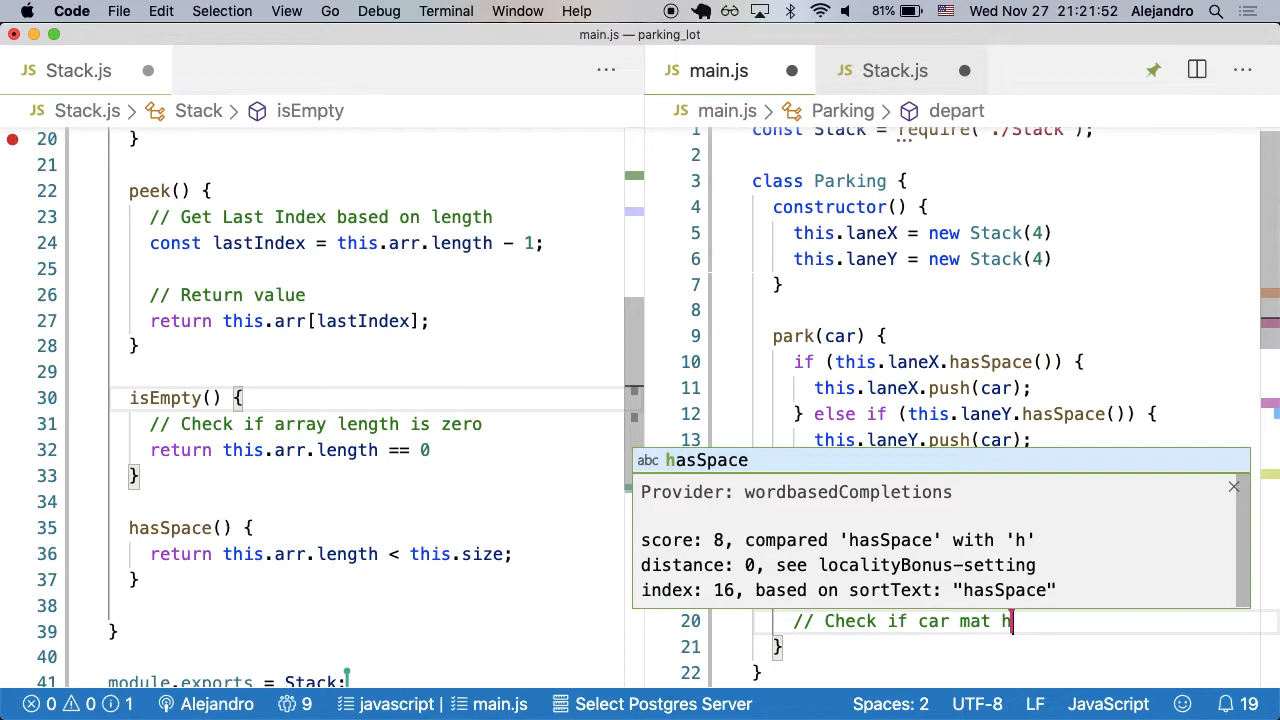 Code File Edit Selection View Go Debug Terminal Window Help 81% Wed Nov 27 21:21:52 Alejandro
main.js — parking_lot
JS Stack.js
JS main.js JS Stack.js
JS Stack.js > Stack > isEmpty
JS main.js > Parking > depart
20 }
21
22 peek() {
23 // Get Last Index based on length
24 const lastIndex = this.arr.length - 1;
25
26 // Return value
27 return this.arr[lastIndex];
28 }
29
30 isEmpty() {
31 // Check if array length is zero
32 return this.arr.length == 0
33 }
34
35 hasSpace() {
36 return this.arr.length < this.size;
37 }
38
39 }
40
41 module.exports = Stack;
1 const Stack = require('./Stack');
2
3 class Parking {
4 constructor() {
5 this.laneX = new Stack(4)
6 this.laneY = new Stack(4)
7 }
8
9 park(car) {
10 if (this.laneX.hasSpace()) {
11 this.laneX.push(car);
12 } else if (this.laneY.hasSpace()) {
13 this.laneY.push(car);
abc hasSpace
Provider: wordbasedCompletions
score: 8, compared 'hasSpace' with 'h'
distance: 0, see localityBonus-setting
index: 16, based on sortText: "hasSpace"
20 // Check if car mat h
21 }
22 }
0 0 1 Alejandro 9 javascript | main.js Select Postgres Server Spaces: 2 UTF-8 LF JavaScript 19